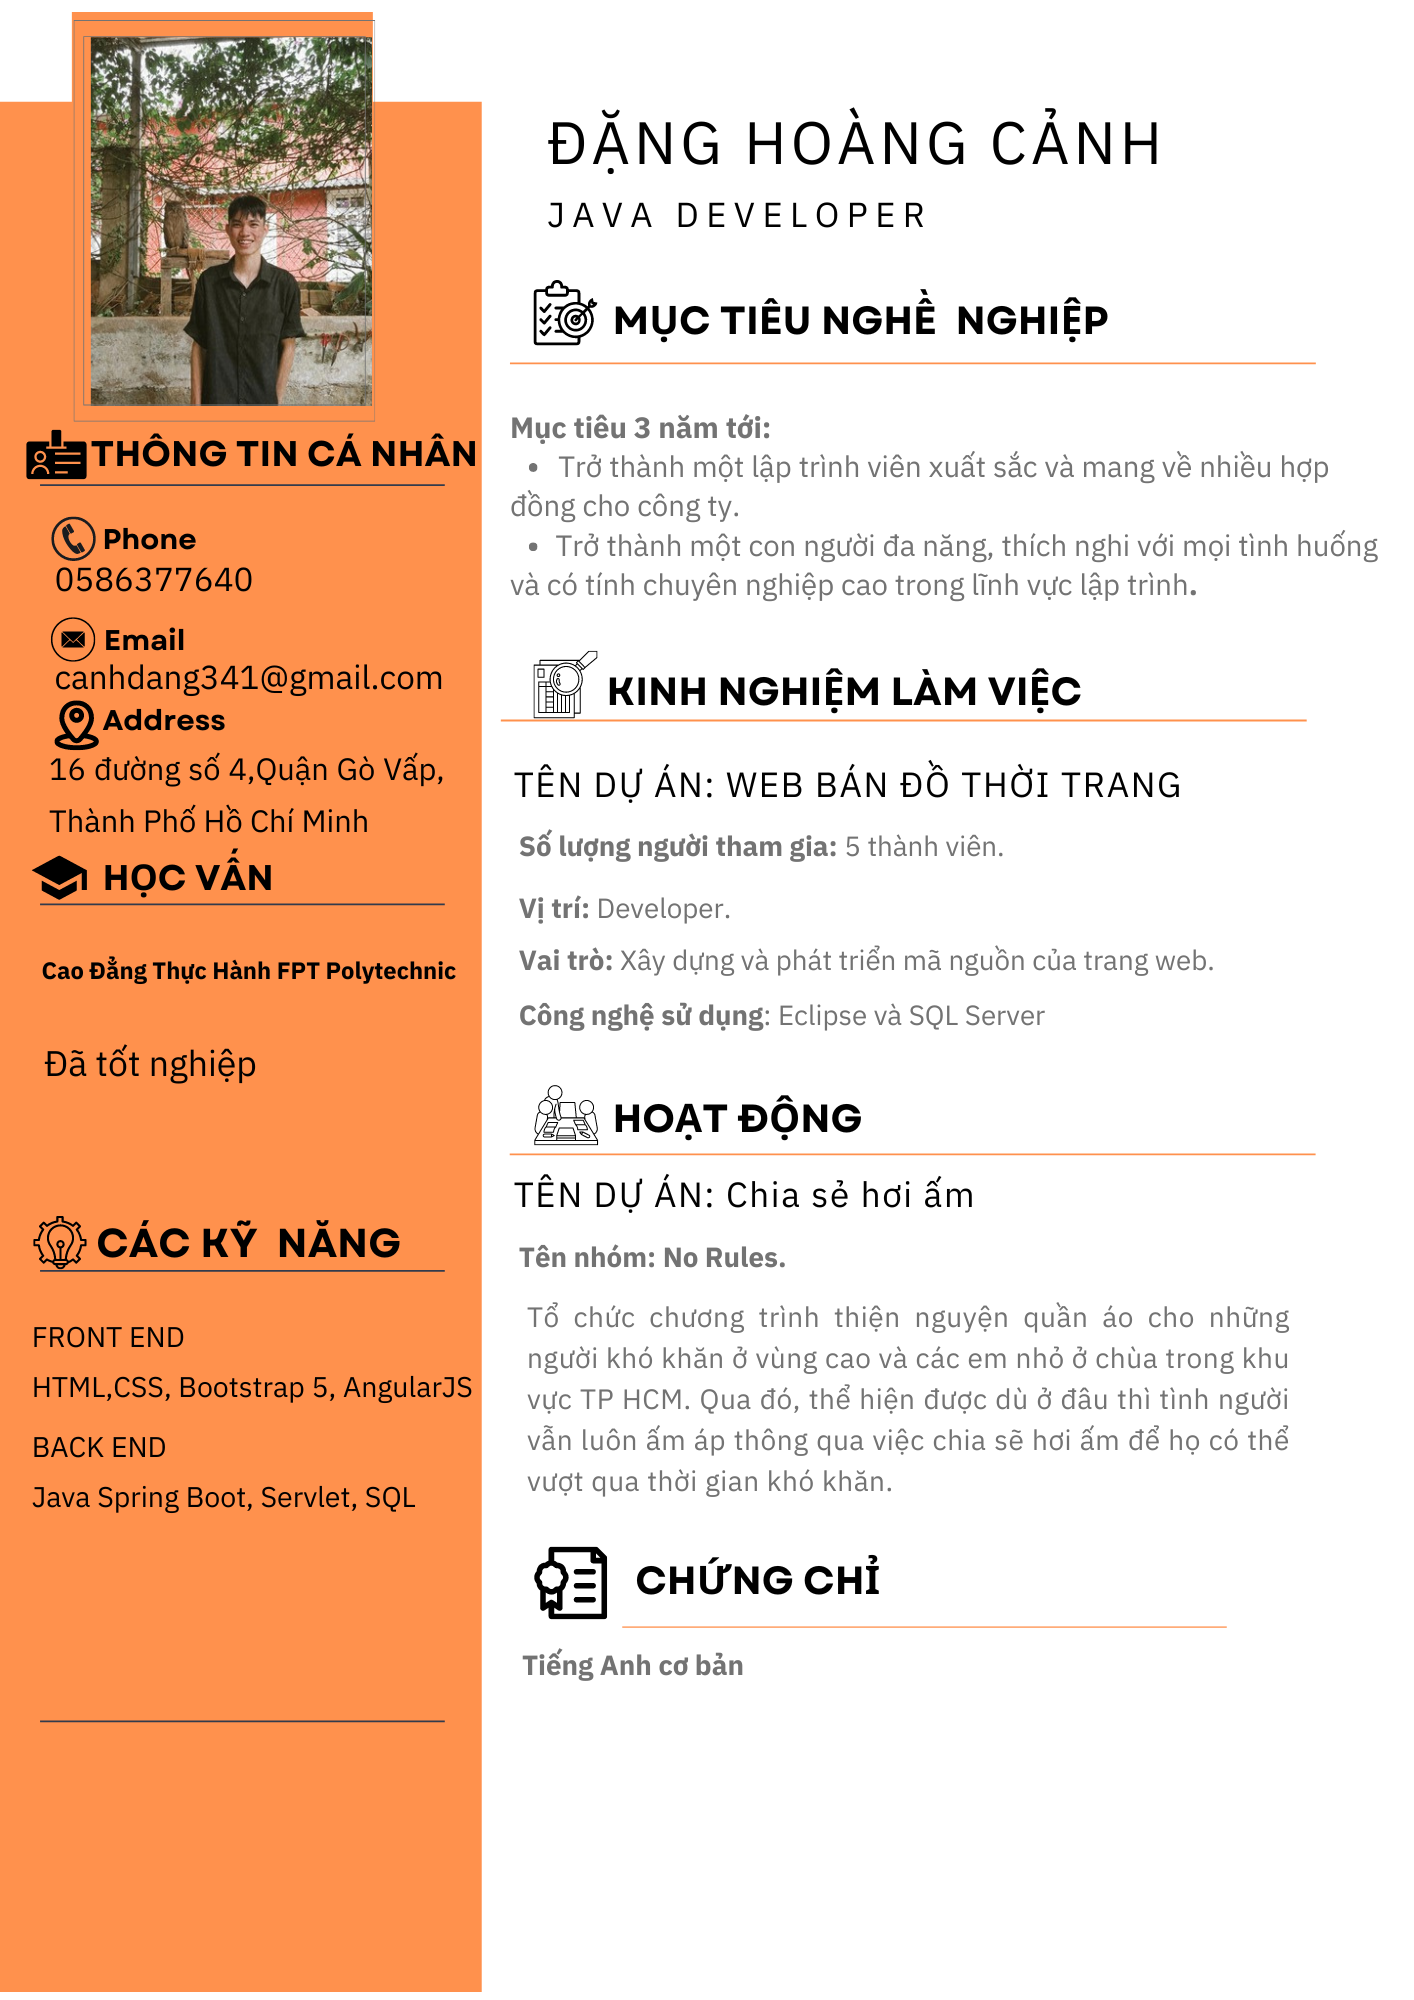 ĐẶNG HOÀNG CẢNH
JAVA DEVELOPER
THÔNG TIN CÁ NHÂN
Phone
0586377640
Email
canhdang341@gmail.com
Address
16 đường số 4,Quận Gò Vấp,
Thành Phố Hồ Chí Minh
HỌC VẤN
Cao Đẳng Thực Hành FPT Polytechnic
Đã tốt nghiệp
CÁC KỸ NĂNG
FRONT END
HTML,CSS, Bootstrap 5, AngularJS
BACK END
Java Spring Boot, Servlet, SQL
MỤC TIÊU NGHỀ NGHIỆP
Mục tiêu 3 năm tới:
• Trở thành một lập trình viên xuất sắc và mang về nhiều hợp
đồng cho công ty.
• Trở thành một con người đa năng, thích nghi với mọi tình huống
và có tính chuyên nghiệp cao trong lĩnh vực lập trình.
KINH NGHIỆM LÀM VIỆC
TÊN DỰ ÁN: WEB BÁN ĐỒ THỜI TRANG
Số lượng người tham gia: 5 thành viên.
Vị trí: Developer.
Vai trò: Xây dựng và phát triển mã nguồn của trang web.
Công nghệ sử dụng: Eclipse và SQL Server
HOẠT ĐỘNG
TÊN DỰ ÁN: Chia sẻ hơi ấm
Tên nhóm: No Rules.
Tổ chức chương trình thiện nguyện quần áo cho những
người khó khăn ở vùng cao và các em nhỏ ở chùa trong khu
vực TP HCM. Qua đó, thể hiện được dù ở đâu thì tình người
vẫn luôn ấm áp thông qua việc chia sẽ hơi ấm để họ có thể
vượt qua thời gian khó khăn.
CHỨNG CHỈ
Tiếng Anh cơ bản